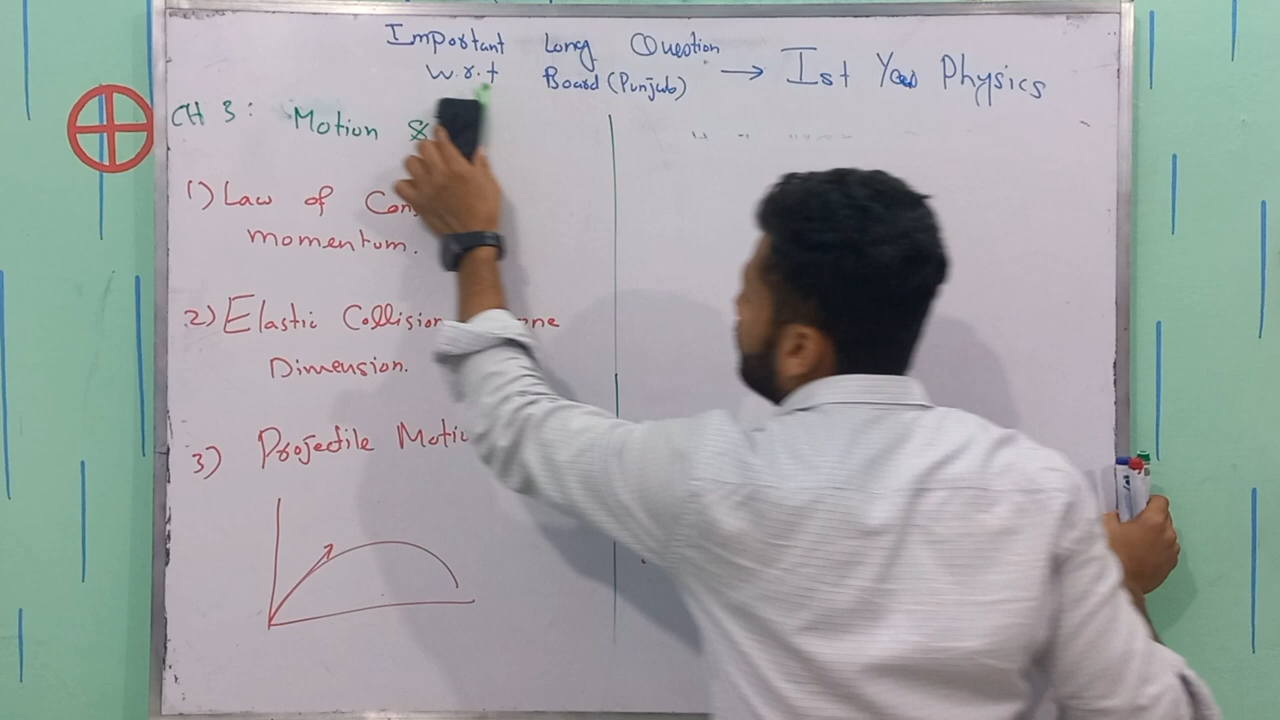 Important Long Question
w.r.t Board (Punjab) → Ist Year Physics
CH 3: Motion &
1) Law of Con
momentum.
2) Elastic Collision one
Dimension.
3) Projectile Motio